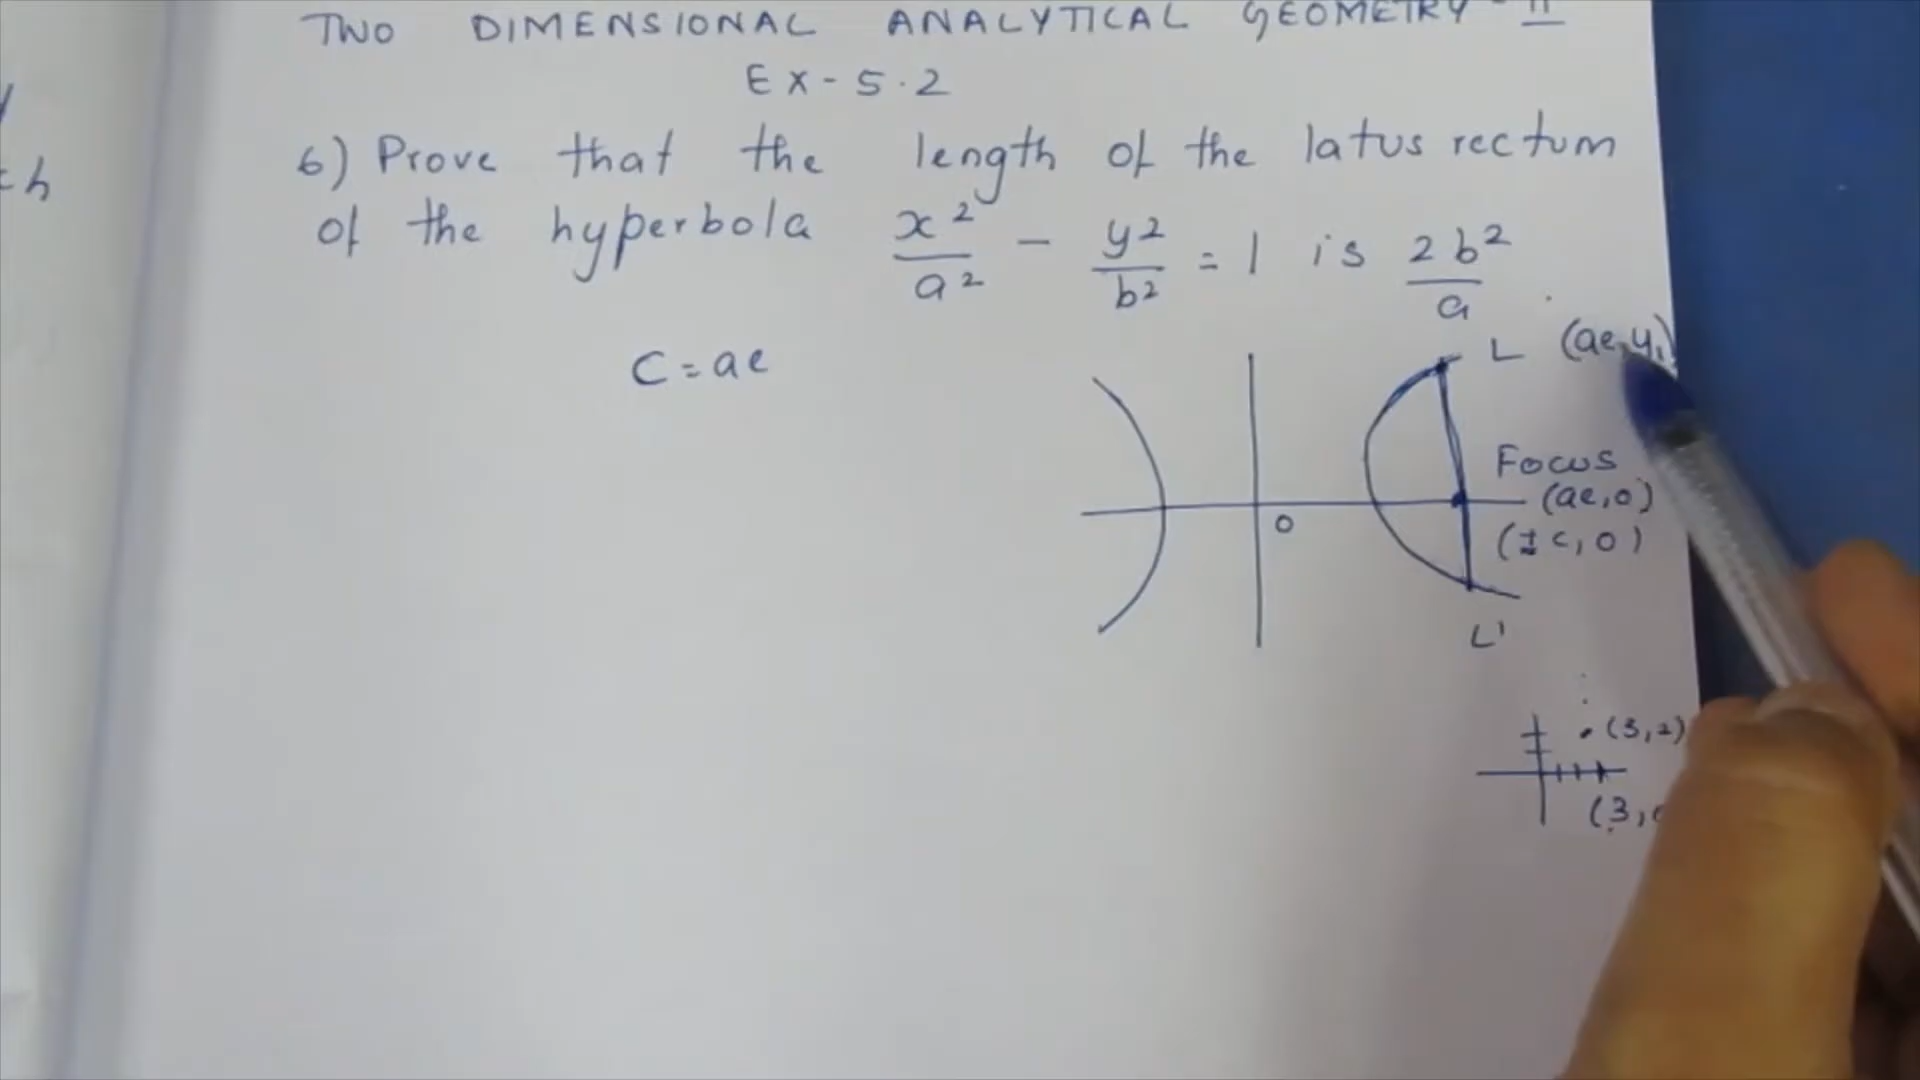 TWO DIMENSIONAL ANALYTICAL GEOMETRY - II
EX - 5.2
6) Prove that the length of the latus rectum
of the hyperbola x²/a² - y²/b² = 1 is 2b²/a .
C = ae
L (ae, y₁)
Focus
(ae, 0)
(± c, 0)
O
L'
(3, 2)
(3,